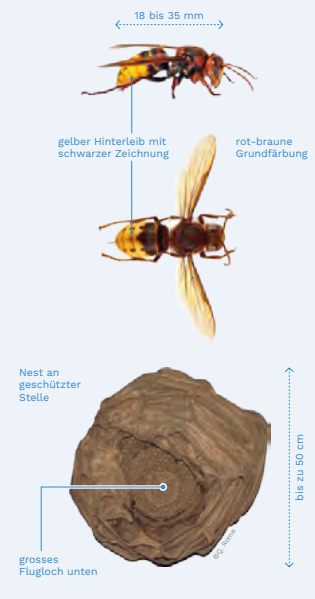 18 bis 35 mm
gelber Hinterleib mit
schwarzer Zeichnung
rot-braune
Grundfärbung
Nest an
geschützter
Stelle
bis zu 50 cm
©Q. Rome
grosses
Flugloch unten